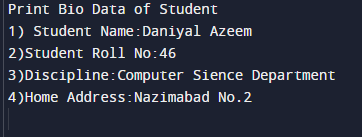 Print Bio Data of Student
1) Student Name:Daniyal Azeem
2)Student Roll No:46
3)Discipline:Computer Sience Department
4)Home Address:Nazimabad No.2